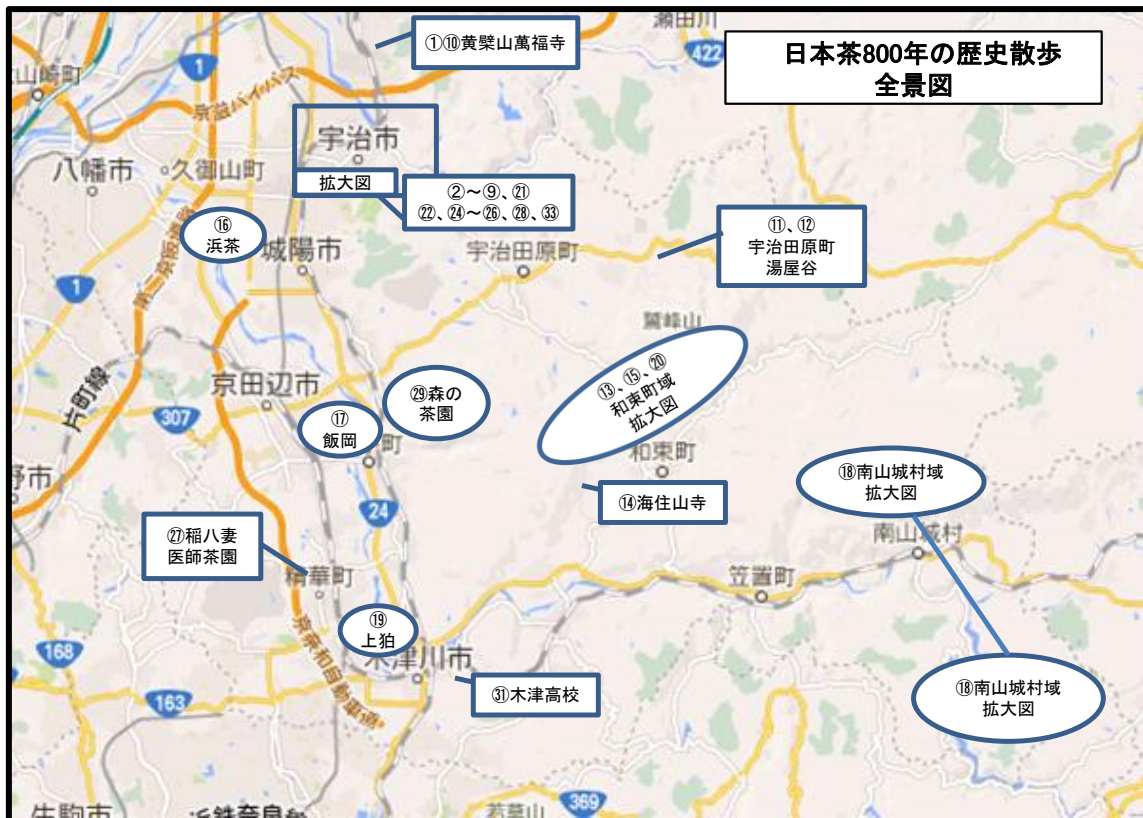 ①⑩黄檗山萬福寺
瀬田川
422
日本茶800年の歴史散歩
全景図
山崎町
1
京滋バイパス
宇治市
八幡市
久御山町
拡大図
②～⑨、㉑
㉒、㉔～㉖、㉘、㉝
⑯
浜茶
城陽市
宇治田原町
⑪、⑫
宇治田原町
湯屋谷
第二京阪道路
1
鷲峰山
⑬、⑮、⑳
和束町域
拡大図
片町線
京田辺市
307
㉙森の
茶園
⑰
飯岡
町
和束町
⑱南山城村域
拡大図
野市
24
⑭海住山寺
㉗稲八妻
医師茶園
精華町
南山城村
笠置町
⑲
上狛
京奈和自動車道
168
木津川市
163
㉛木津高校
⑱南山城村域
拡大図
生駒市
若草山
369